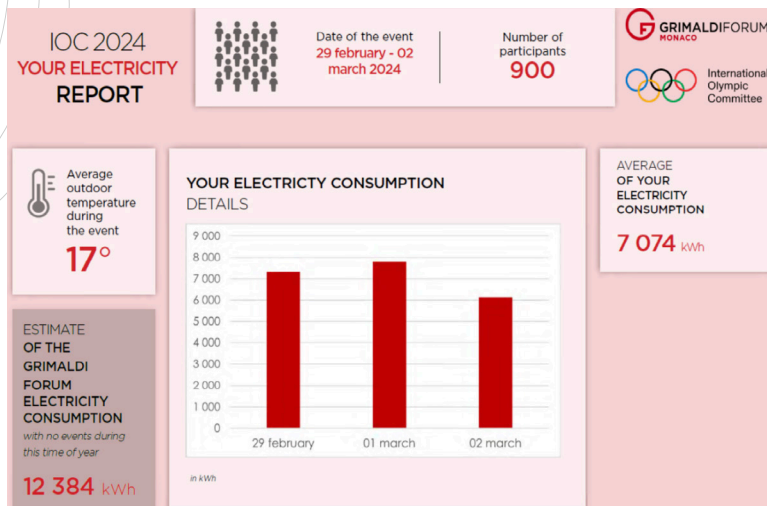 IOC 2024
YOUR ELECTRICITY
REPORT
Date of the event
29 february - 02
march 2024
Number of
participants
900
GRIMALDIFORUM
MONACO
International
Olympic
Committee
Average
outdoor
temperature
during
the event
17°
ESTIMATE
OF THE
GRIMALDI
FORUM
ELECTRICITY
CONSUMPTION
with no events during
this time of year
12 384 kWh
YOUR ELECTRICTY CONSUMPTION
DETAILS
9 000
8 000
7 000
6 000
5 000
4 000
3 000
2 000
1 000
0
29 february 01 march 02 march
in kWh
AVERAGE
OF YOUR
ELECTRICITY
CONSUMPTION
7 074 kWh